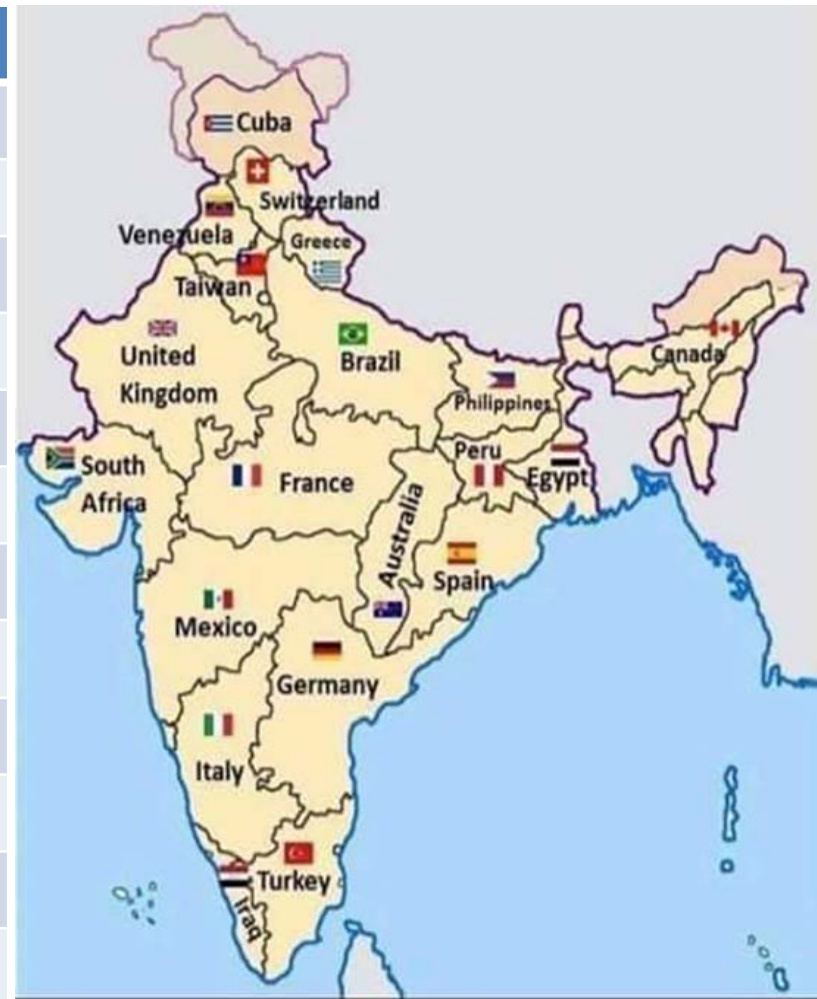 Cuba
Switzerland
Venezuela
Greece
Taiwan
United
Kingdom
Brazil
Canada
Philippines
Peru
South
Africa
France
Egypt
Australia
Spain
Mexico
Germany
Italy
Turkey
Iraq